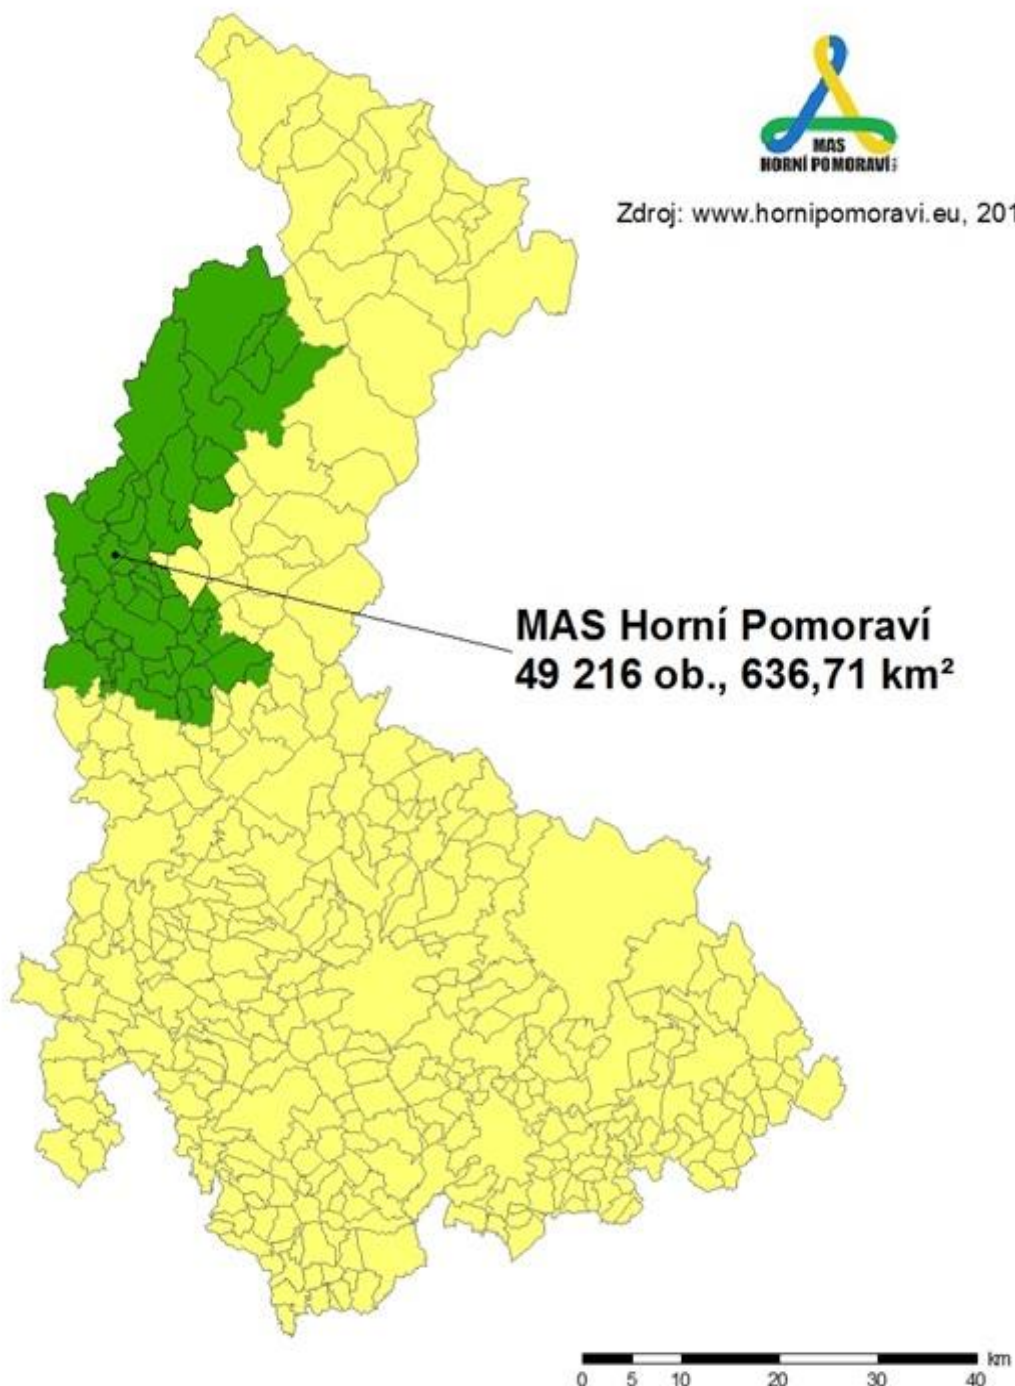 MAS
HORNÍ POMORAVÍ
Zdroj: www.hornipomoravi.eu, 201
MAS Horní Pomoraví
49 216 ob., 636,71 km²
km
0 5 10 20 30 40